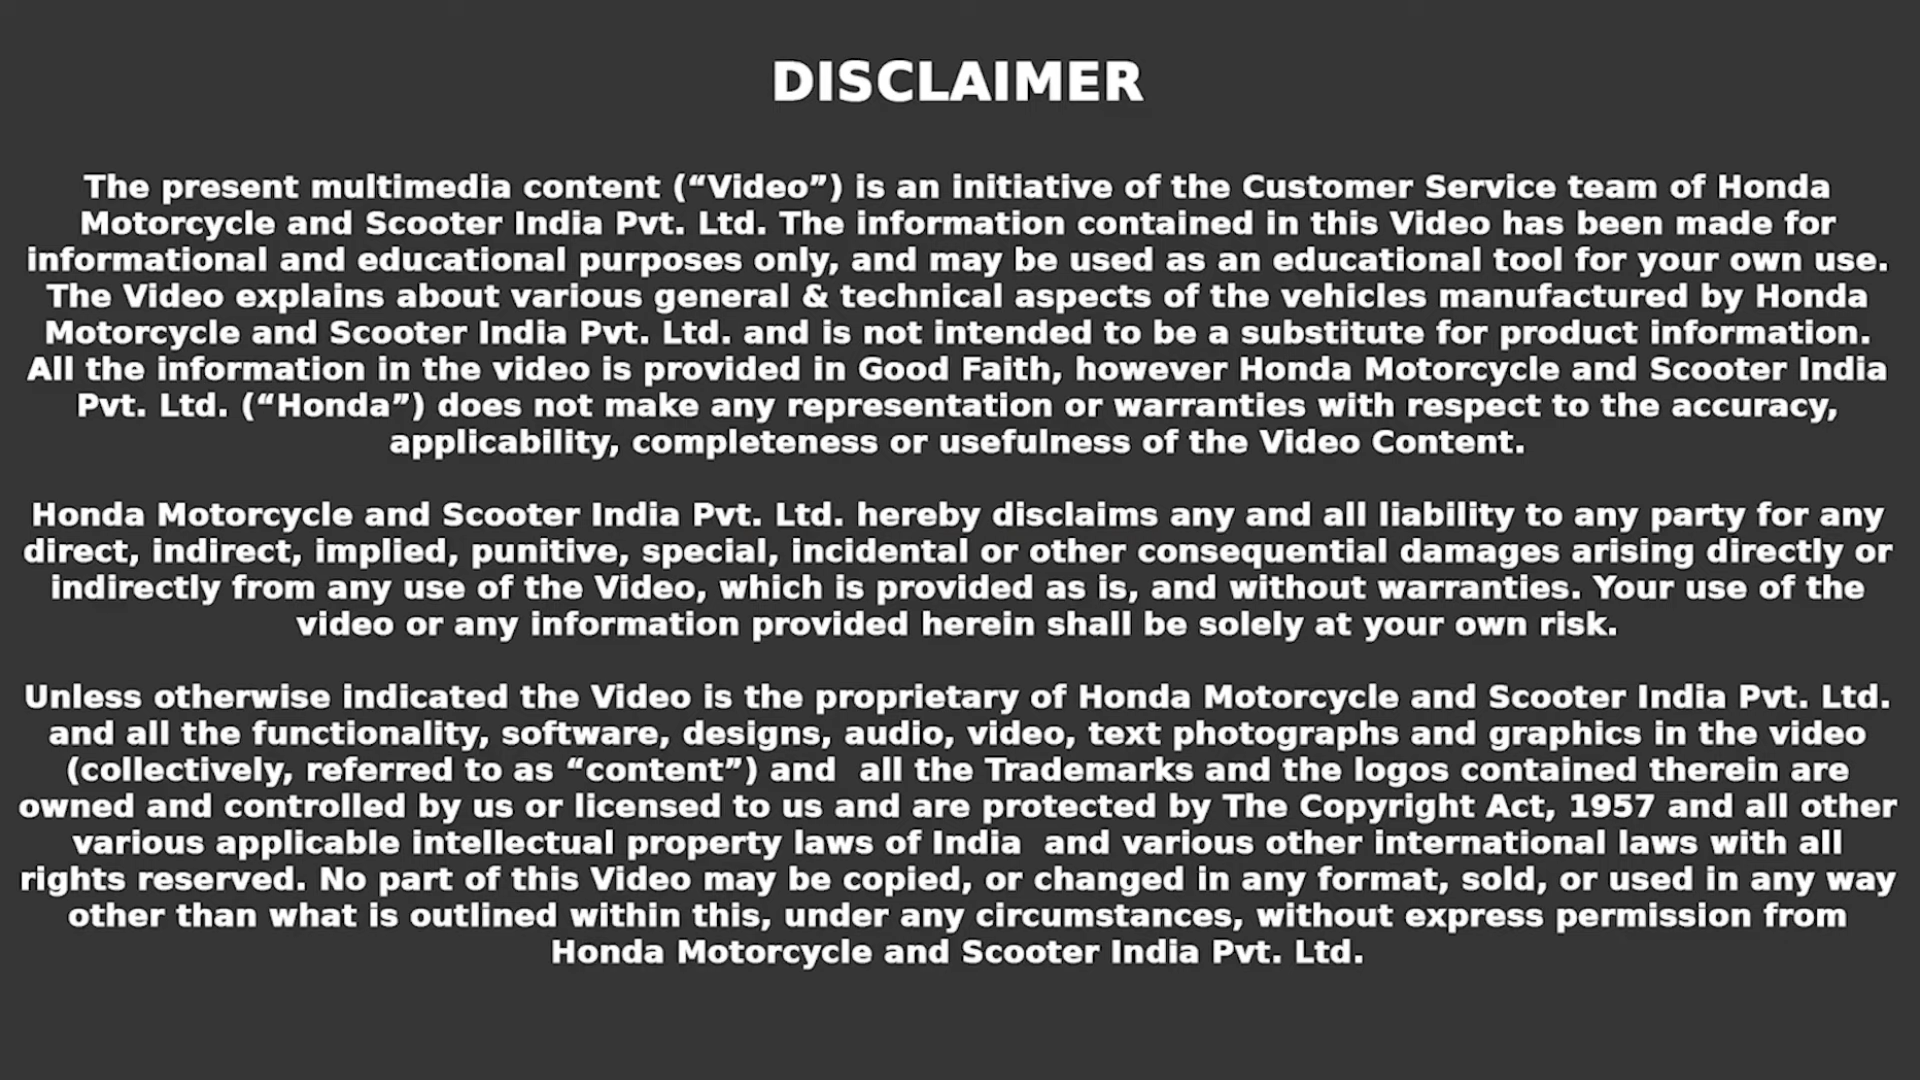 DISCLAIMER
The present multimedia content (“Video”) is an initiative of the Customer Service team of Honda
Motorcycle and Scooter India Pvt. Ltd. The information contained in this Video has been made for
informational and educational purposes only, and may be used as an educational tool for your own use.
The Video explains about various general & technical aspects of the vehicles manufactured by Honda
Motorcycle and Scooter India Pvt. Ltd. and is not intended to be a substitute for product information.
All the information in the video is provided in Good Faith, however Honda Motorcycle and Scooter India
Pvt. Ltd. (“Honda”) does not make any representation or warranties with respect to the accuracy,
applicability, completeness or usefulness of the Video Content.
Honda Motorcycle and Scooter India Pvt. Ltd. hereby disclaims any and all liability to any party for any
direct, indirect, implied, punitive, special, incidental or other consequential damages arising directly or
indirectly from any use of the Video, which is provided as is, and without warranties. Your use of the
video or any information provided herein shall be solely at your own risk.
Unless otherwise indicated the Video is the proprietary of Honda Motorcycle and Scooter India Pvt. Ltd.
and all the functionality, software, designs, audio, video, text photographs and graphics in the video
(collectively, referred to as “content”) and  all the Trademarks and the logos contained therein are
owned and controlled by us or licensed to us and are protected by The Copyright Act, 1957 and all other
various applicable intellectual property laws of India  and various other international laws with all
rights reserved. No part of this Video may be copied, or changed in any format, sold, or used in any way
other than what is outlined within this, under any circumstances, without express permission from
Honda Motorcycle and Scooter India Pvt. Ltd.